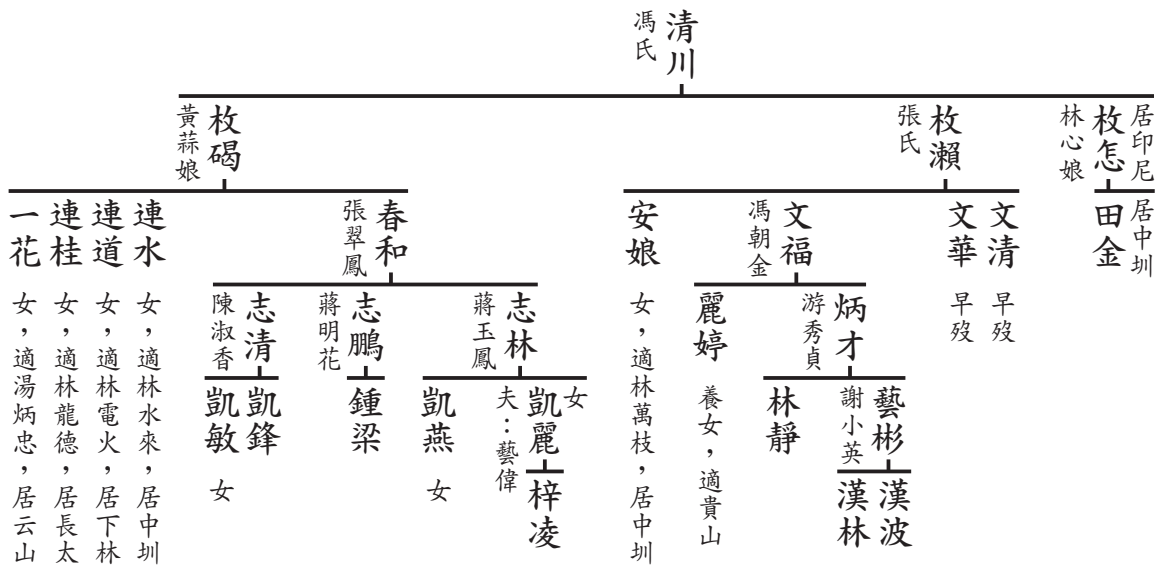 清川
馮氏
居印尼
枚怎
林心娘
枚瀨
張氏
枚碣
黃蒜娘
居中圳
田金
文清 早歿
文華 早歿
文福
馮朝金
安娘 女，適林萬枝，居中圳
春和
張翠鳳
連水 女，適林水來，居中圳
連道 女，適林電火，居下林
連桂 女，適林龍德，居長太
一花 女，適湯炳忠，居云山
炳才
游秀貞
麗婷 養女，適貴山
志林
蔣玉鳳
志鵬
蔣明花
志清
陳淑香
藝彬
謝小英
林靜
女
凱麗
夫：藝偉
凱燕 女
鍾梁
凱鋒
凱敏 女
漢波
漢林
梓凌